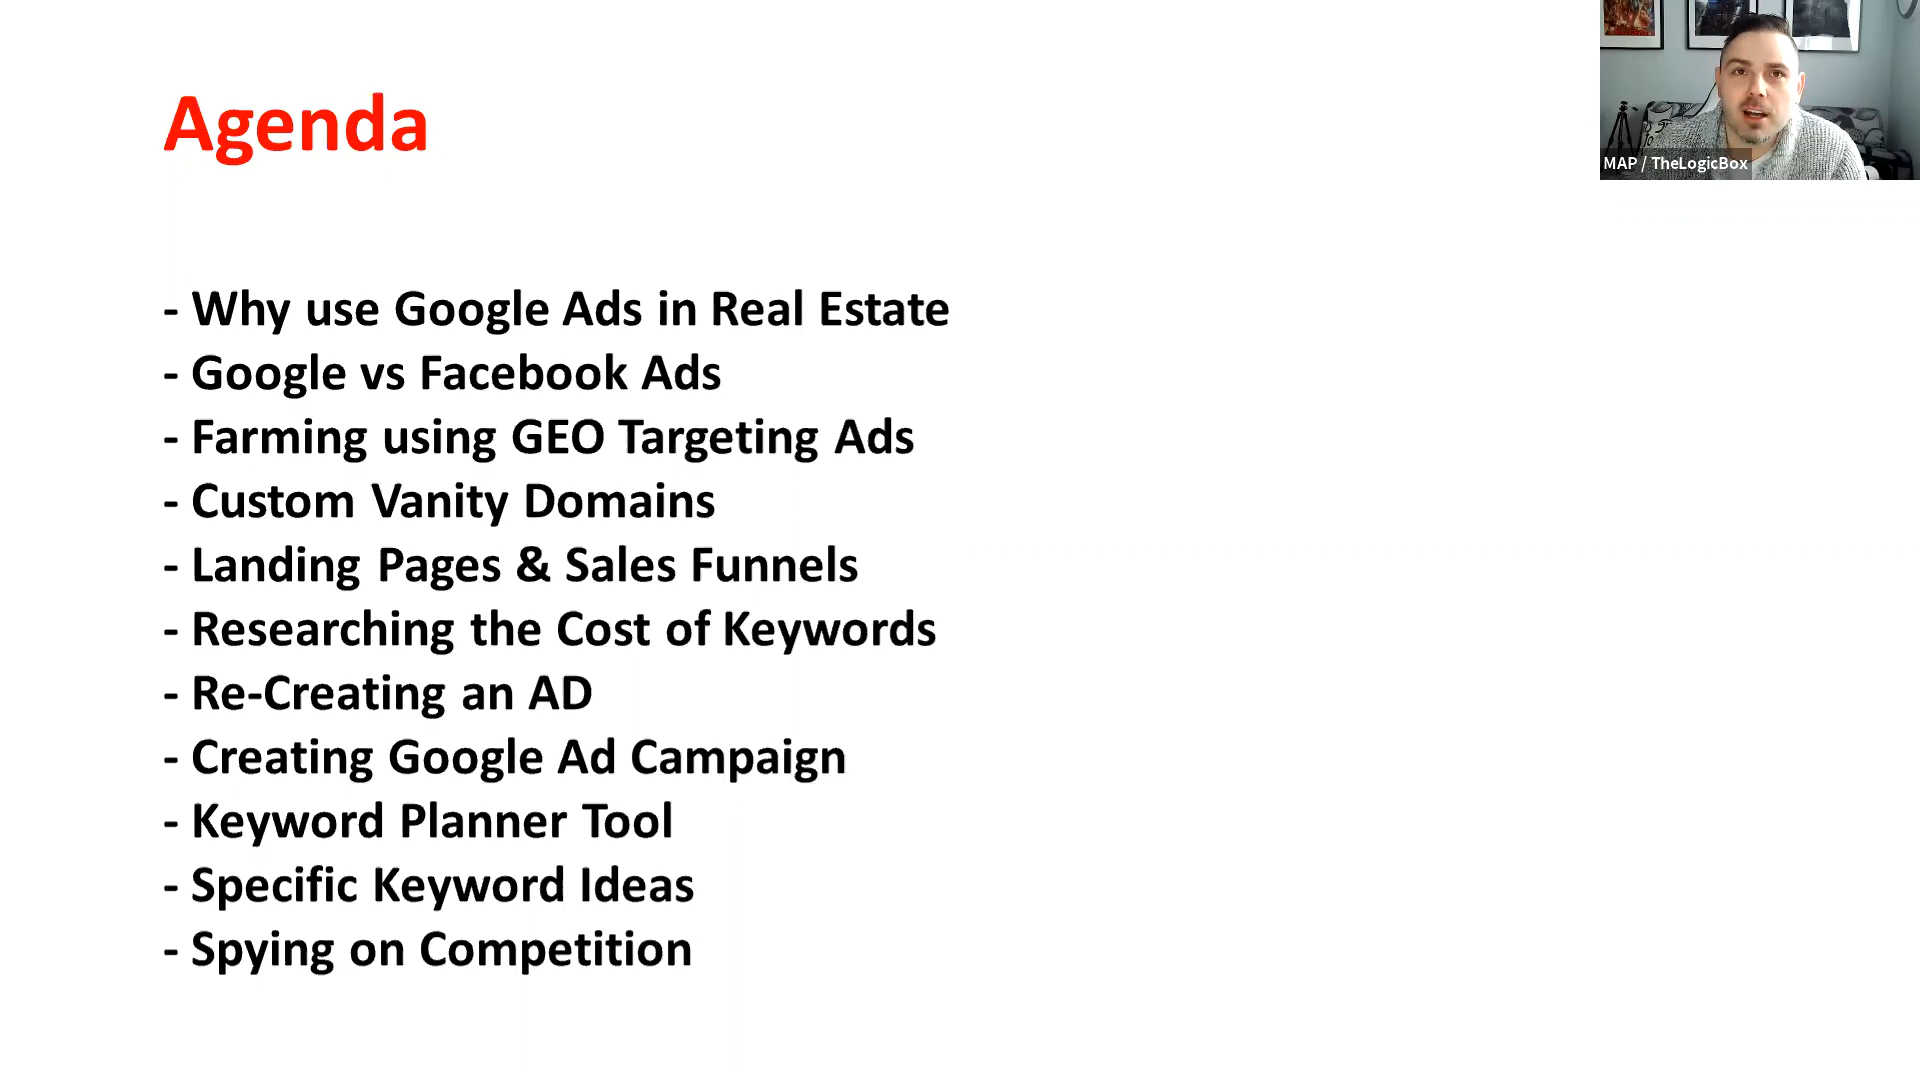 Agenda
- Why use Google Ads in Real Estate
- Google vs Facebook Ads
- Farming using GEO Targeting Ads
- Custom Vanity Domains
- Landing Pages & Sales Funnels
- Researching the Cost of Keywords
- Re-Creating an AD
- Creating Google Ad Campaign
- Keyword Planner Tool
- Specific Keyword Ideas
- Spying on Competition
MAP / TheLogicBox